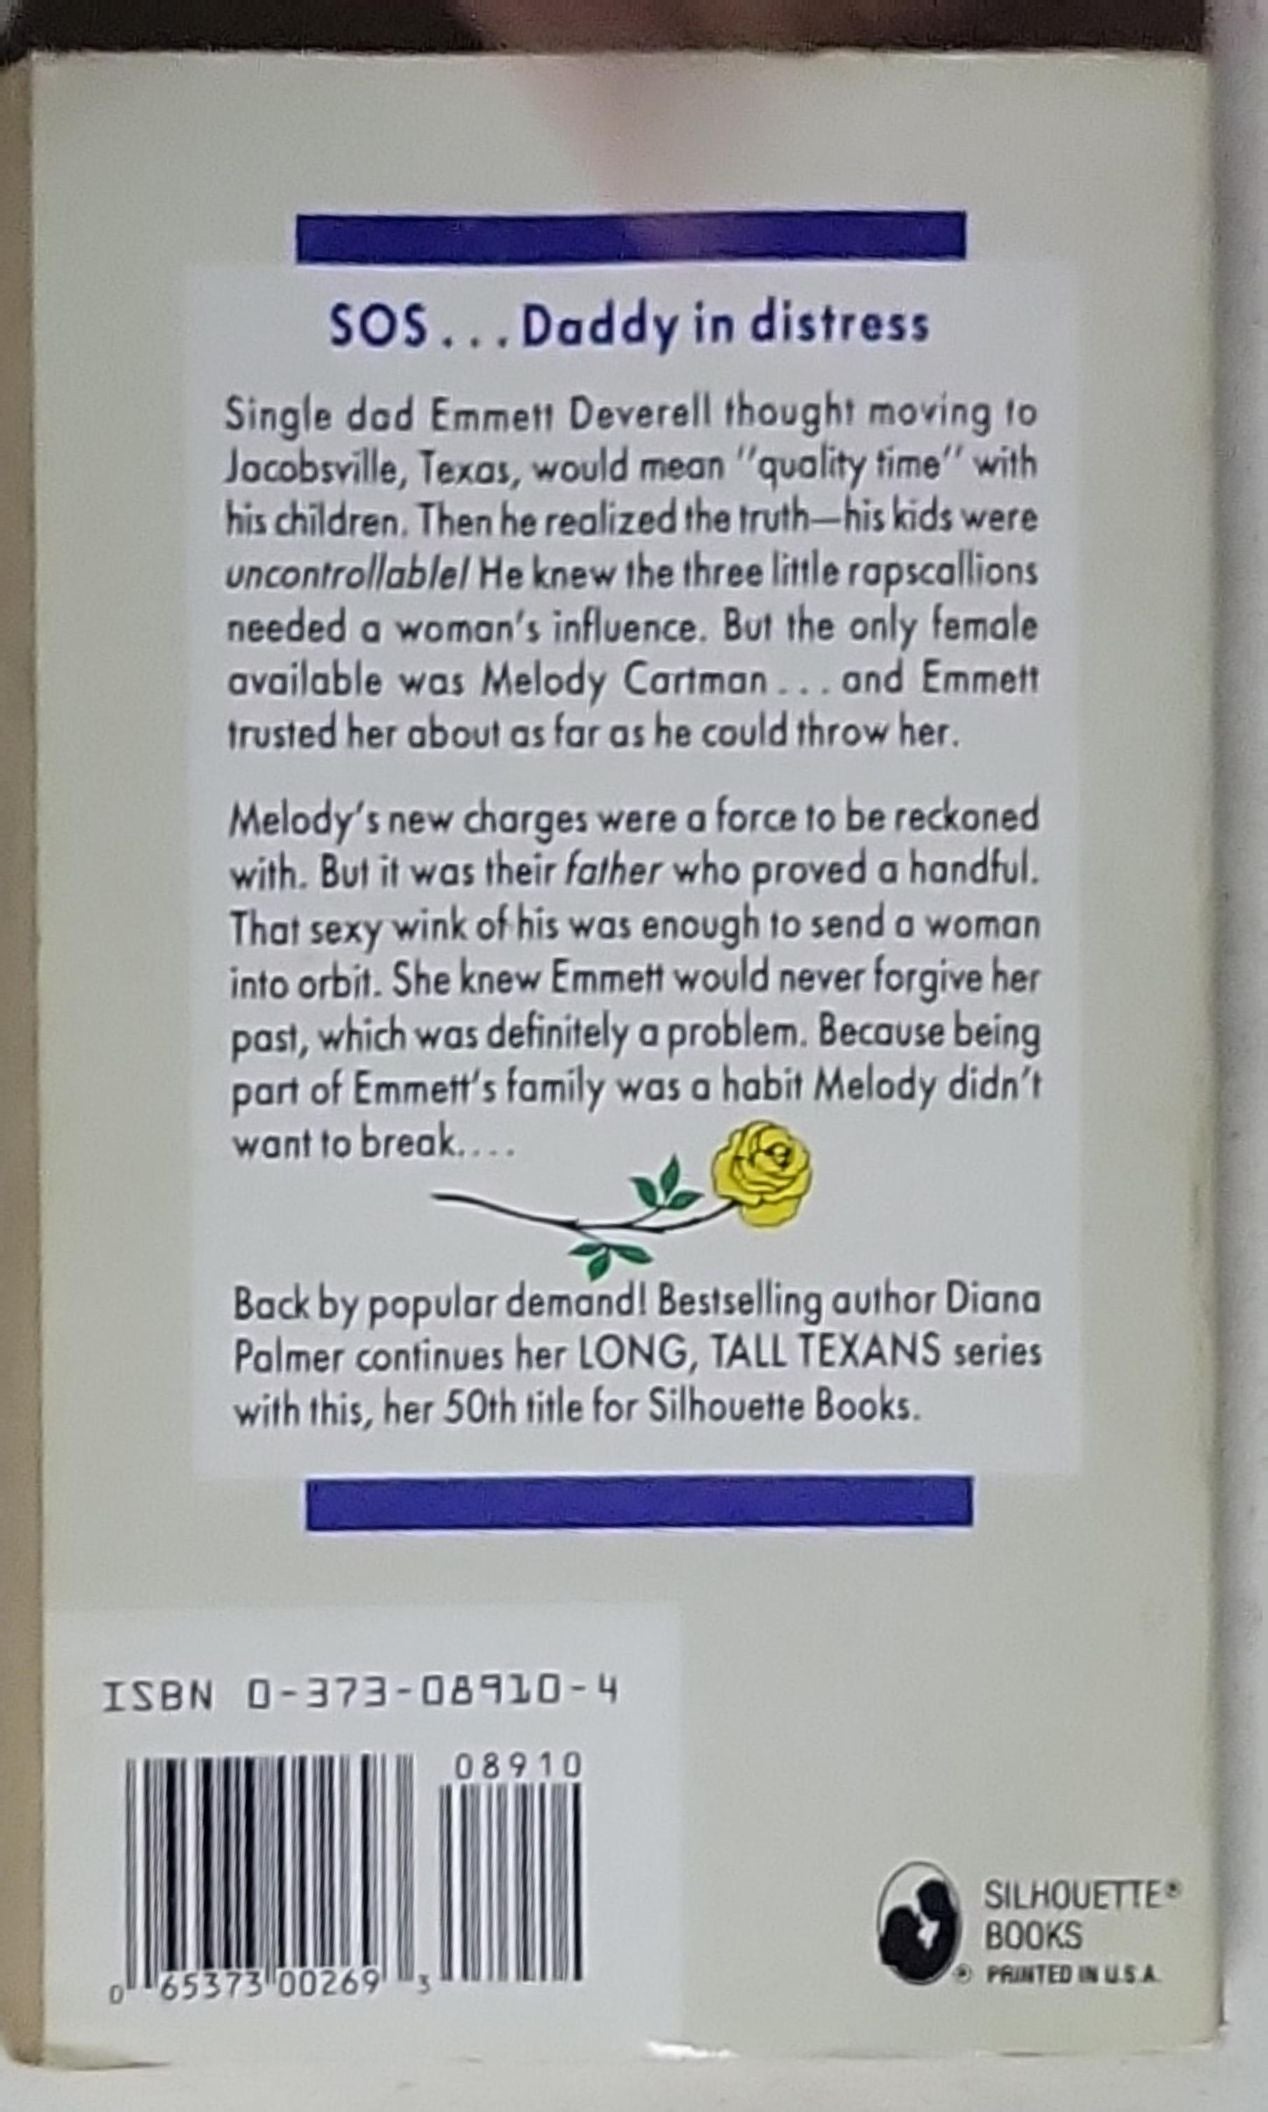 SOS... Daddy in distress
Single dad Emmett Deverell thought moving to
Jacobsville, Texas, would mean "quality time" with
his children. Then he realized the truth—his kids were
uncontrollable! He knew the three little rapscallions
needed a woman's influence. But the only female
available was Melody Cartman... and Emmett
trusted her about as far as he could throw her.
Melody's new charges were a force to be reckoned
with. But it was their father who proved a handful.
That sexy wink of his was enough to send a woman
into orbit. She knew Emmett would never forgive her
past, which was definitely a problem. Because being
part of Emmett's family was a habit Melody didn't
want to break....
Back by popular demand! Bestselling author Diana
Palmer continues her LONG, TALL TEXANS series
with this, her 50th title for Silhouette Books.
ISBN 0-373-08910-4
08910
0 65373 00269 3
SILHOUETTE®
BOOKS
® PRINTED IN U.S.A.